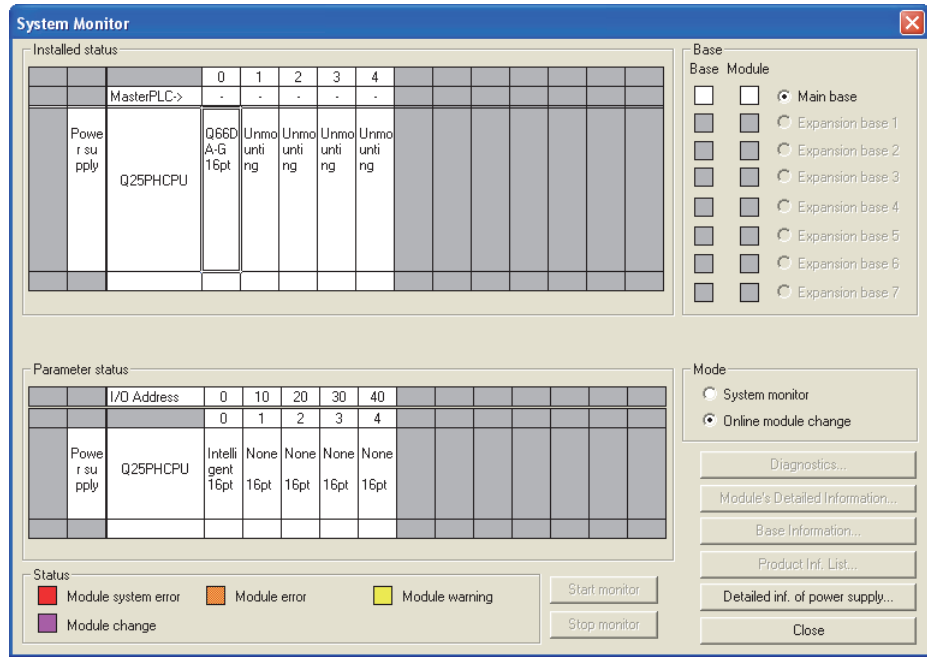 System Monitor
Installed status
0 1 2 3 4
MasterPLC-> - - - - -
Powe
r su
pply
Q25PHCPU
Q66D
A-G
16pt
Unmo
unti
ng
Unmo
unti
ng
Unmo
unti
ng
Unmo
unti
ng
Base
Base Module
Main base
Expansion base 1
Expansion base 2
Expansion base 3
Expansion base 4
Expansion base 5
Expansion base 6
Expansion base 7
Parameter status
I/O Address 0 10 20 30 40
0 1 2 3 4
Powe
r su
pply
Q25PHCPU
Intelli
gent
16pt
None
16pt
None
16pt
None
16pt
None
16pt
Mode
System monitor
Online module change
Diagnostics...
Module's Detailed Information...
Base Information...
Product Inf. List...
Detailed inf. of power supply...
Close
Status
Module system error
Module error
Module warning
Module change
Start monitor
Stop monitor